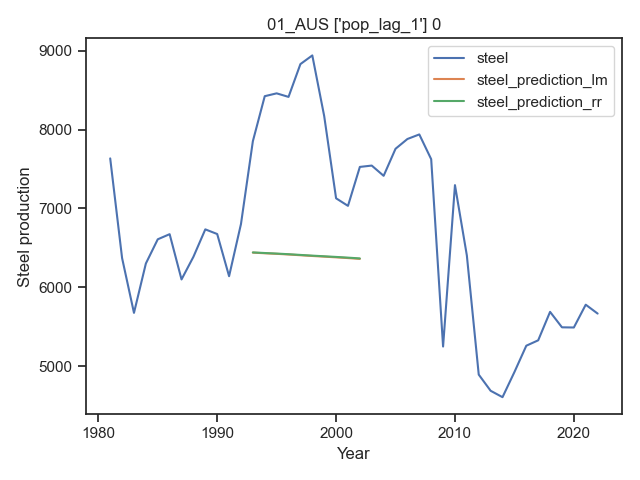 01_AUS ['pop_lag_1'] 0
steel
steel_prediction_lm
steel_prediction_rr
Steel production
9000
8000
7000
6000
5000
1980
1990
2000
2010
2020
Year